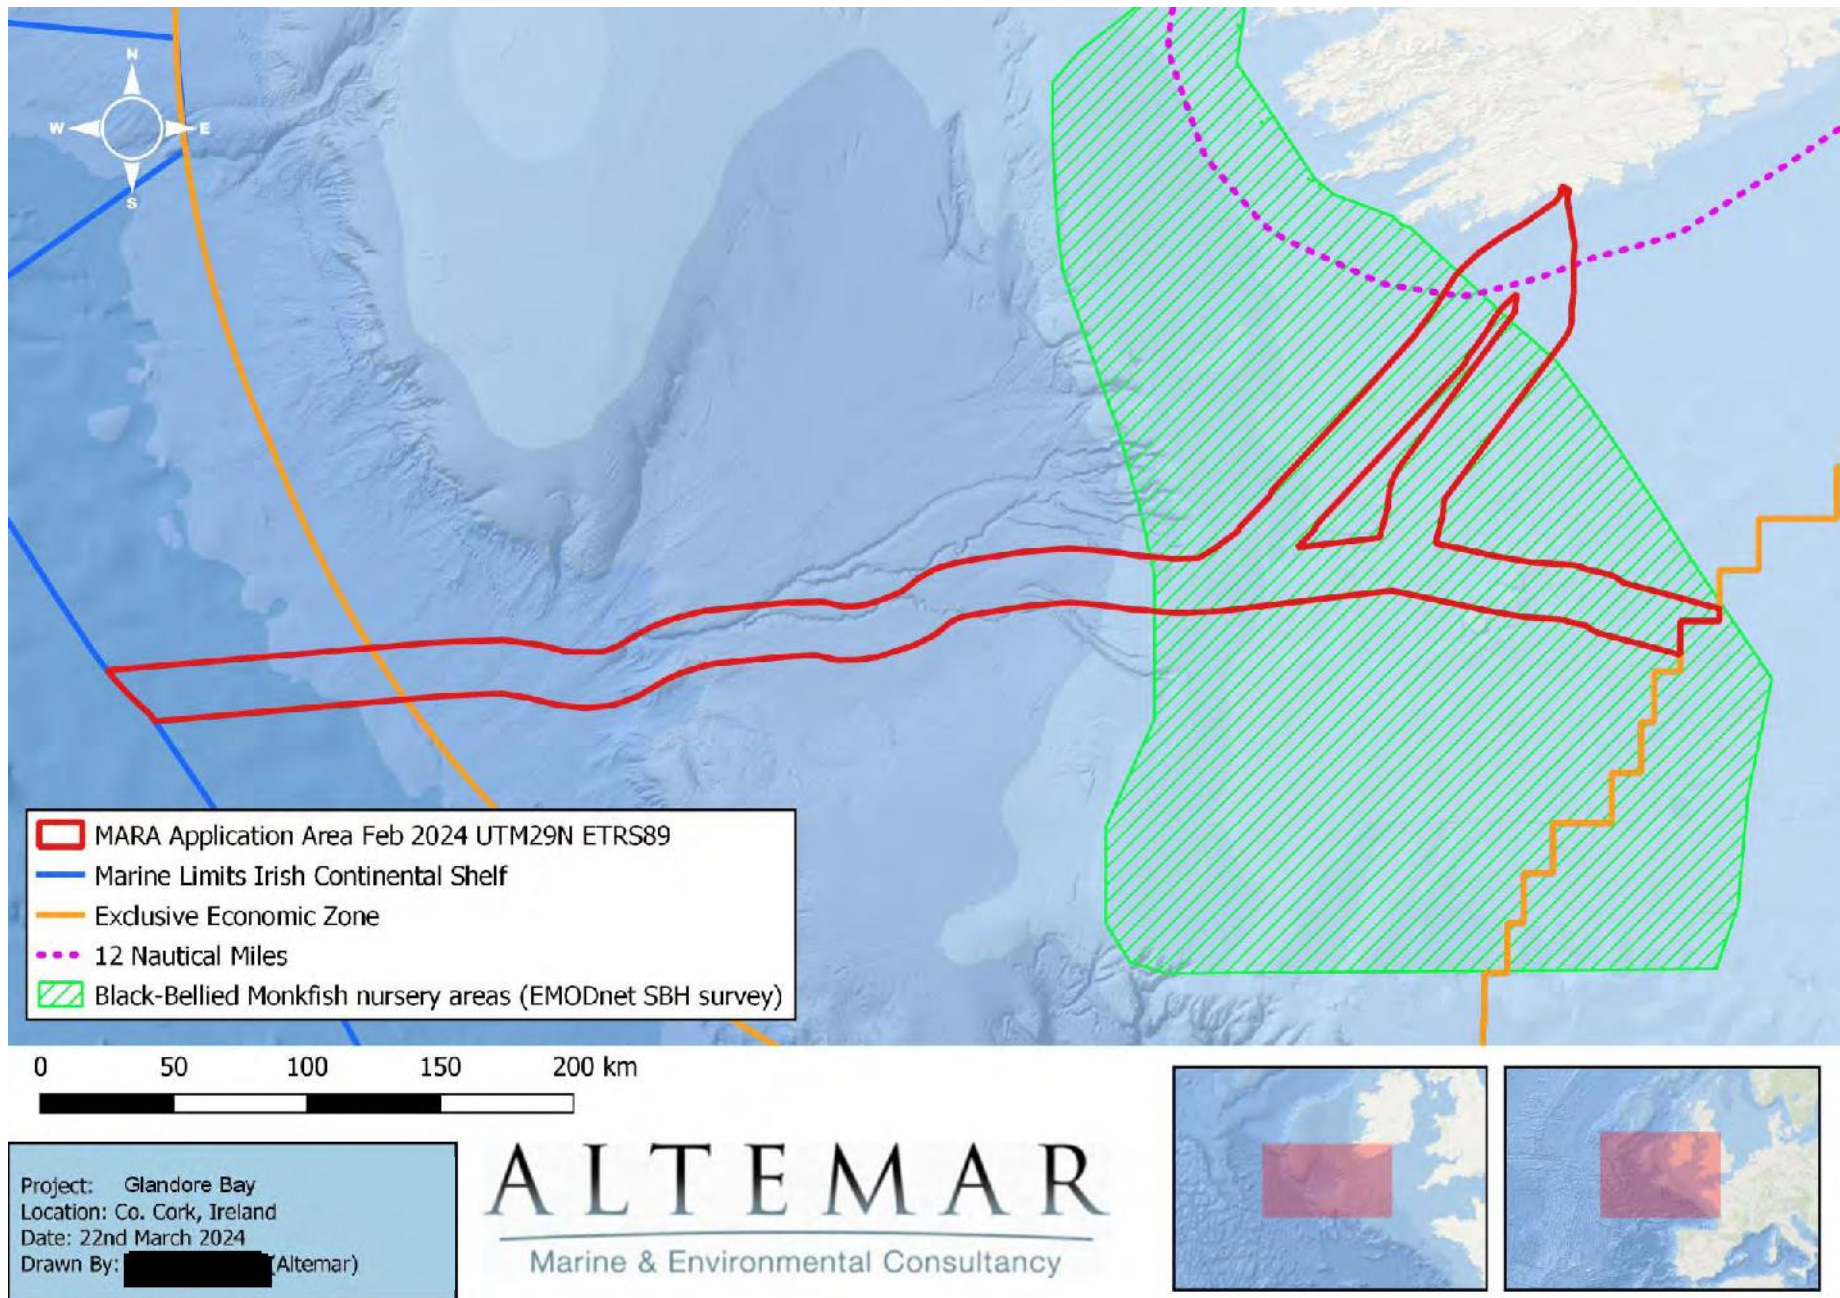 N
W E
S
MARA Application Area Feb 2024 UTM29N ETRS89
Marine Limits Irish Continental Shelf
Exclusive Economic Zone
12 Nautical Miles
Black-Bellied Monkfish nursery areas (EMODnet SBH survey)
0 50 100 150 200 km
Project: Glandore Bay
Location: Co. Cork, Ireland
Date: 22nd March 2024
Drawn By: (Altemar)
ALTEMAR
Marine & Environmental Consultancy